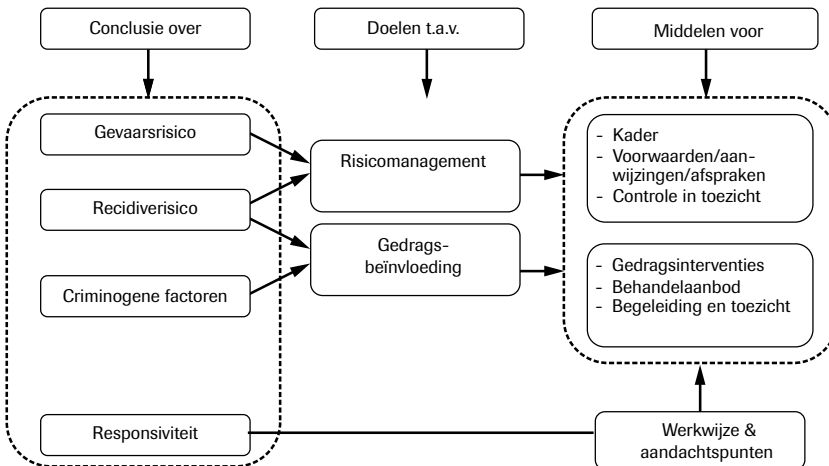 Conclusie over
Doelen t.a.v.
Middelen voor
Gevaarsrisico
Recidiverisico
Criminogene factoren
Responsiviteit
Risicomanagement
Gedrags-
beïnvloeding
- Kader
- Voorwaarden/aan-
wijzingen/afspraken
- Controle in toezicht
- Gedragsinterventies
- Behandelaanbod
- Begeleiding en toezicht
Werkwijze &
aandachtspunten